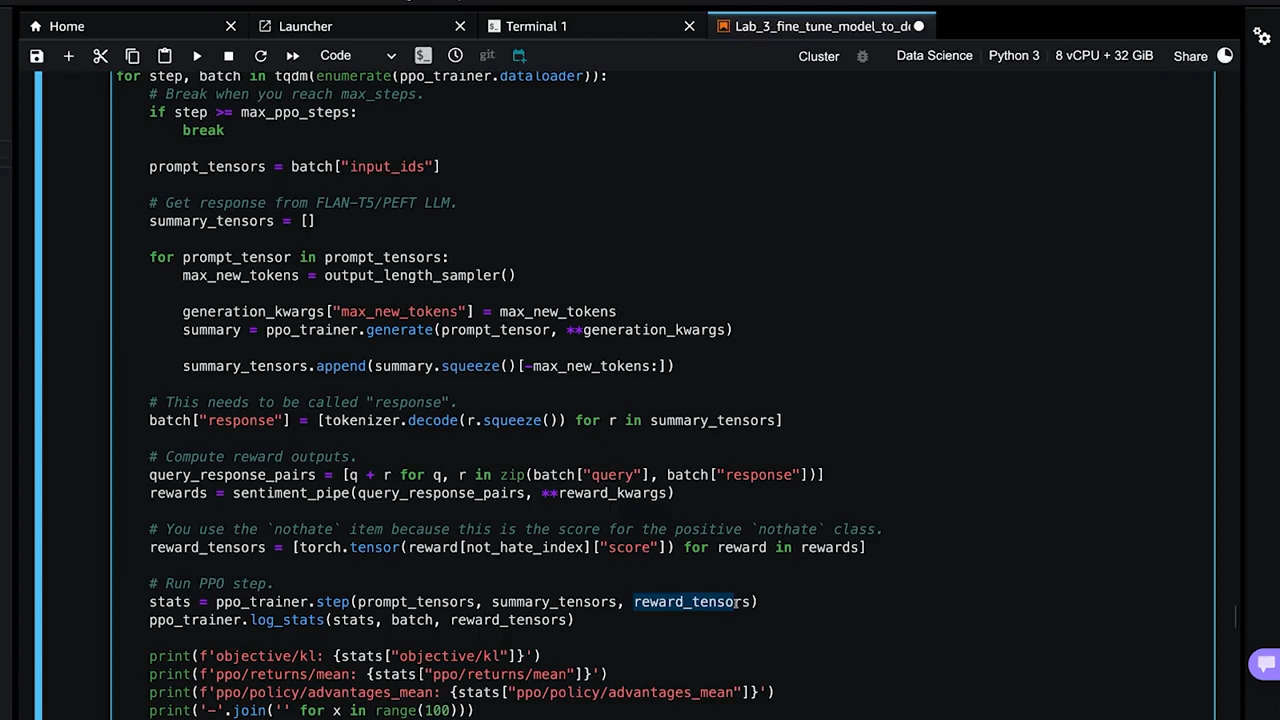 Home
Launcher
Terminal 1
Lab_3_fine_tune_model_to_de
Code
git
Cluster
Data Science
Python 3
8 vCPU + 32 GiB
Share
for step, batch in tqdm(enumerate(ppo_trainer.dataloader)):
# Break when you reach max_steps.
if step >= max_ppo_steps:
break
prompt_tensors = batch["input_ids"]
# Get response from FLAN-T5/PEFT LLM.
summary_tensors = []
for prompt_tensor in prompt_tensors:
max_new_tokens = output_length_sampler()
generation_kwargs["max_new_tokens"] = max_new_tokens
summary = ppo_trainer.generate(prompt_tensor, **generation_kwargs)
summary_tensors.append(summary.squeeze()[-max_new_tokens:])
# This needs to be called "response".
batch["response"] = [tokenizer.decode(r.squeeze()) for r in summary_tensors]
# Compute reward outputs.
query_response_pairs = [q + r for q, r in zip(batch["query"], batch["response"])]
rewards = sentiment_pipe(query_response_pairs, **reward_kwargs)
# You use the `nothate` item because this is the score for the positive `nothate` class.
reward_tensors = [torch.tensor(reward[not_hate_index]["score"]) for reward in rewards]
# Run PPO step.
stats = ppo_trainer.step(prompt_tensors, summary_tensors, reward_tensors)
ppo_trainer.log_stats(stats, batch, reward_tensors)
print(f'objective/kl: {stats["objective/kl"]}')
print(f'ppo/returns/mean: {stats["ppo/returns/mean"]}')
print(f'ppo/policy/advantages_mean: {stats["ppo/policy/advantages_mean"]}')
print('-'.join('' for x in range(100)))